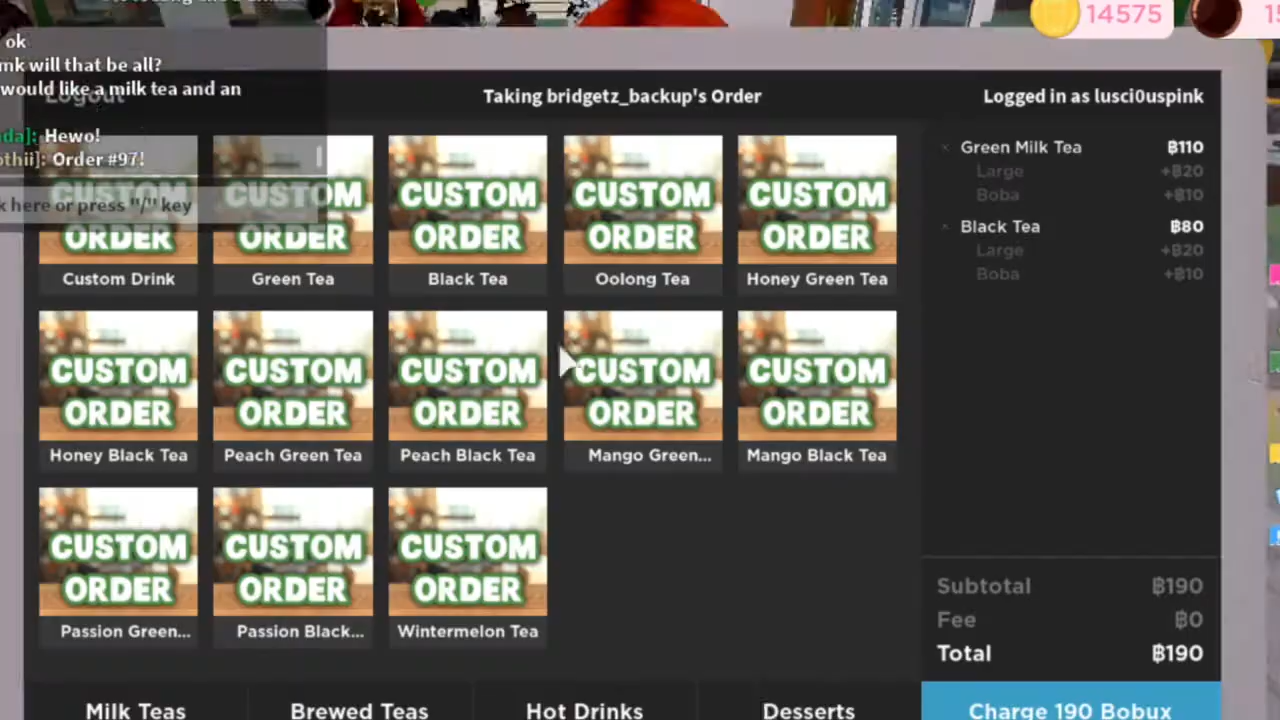 14575
ok
mk will that be all?
would like a milk tea and an
Logout
Taking bridgetz_backup's Order
Logged in as lusci0uspink
da]: Hewo!
othii]: Order #97!
k here or press "/" key
CUSTOM ORDER
CUSTOM ORDER
CUSTOM ORDER
CUSTOM ORDER
CUSTOM ORDER
Custom Drink
Green Tea
Black Tea
Oolong Tea
Honey Green Tea
CUSTOM ORDER
CUSTOM ORDER
CUSTOM ORDER
CUSTOM ORDER
CUSTOM ORDER
Honey Black Tea
Peach Green Tea
Peach Black Tea
Mango Green...
Mango Black Tea
CUSTOM ORDER
CUSTOM ORDER
CUSTOM ORDER
Passion Green...
Passion Black...
Wintermelon Tea
Green Milk Tea ฿110
Large +฿20
Boba +฿10
Black Tea ฿80
Large +฿20
Boba +฿10
Subtotal ฿190
Fee ฿0
Total ฿190
Milk Teas
Brewed Teas
Hot Drinks
Desserts
Charge 190 Bobux